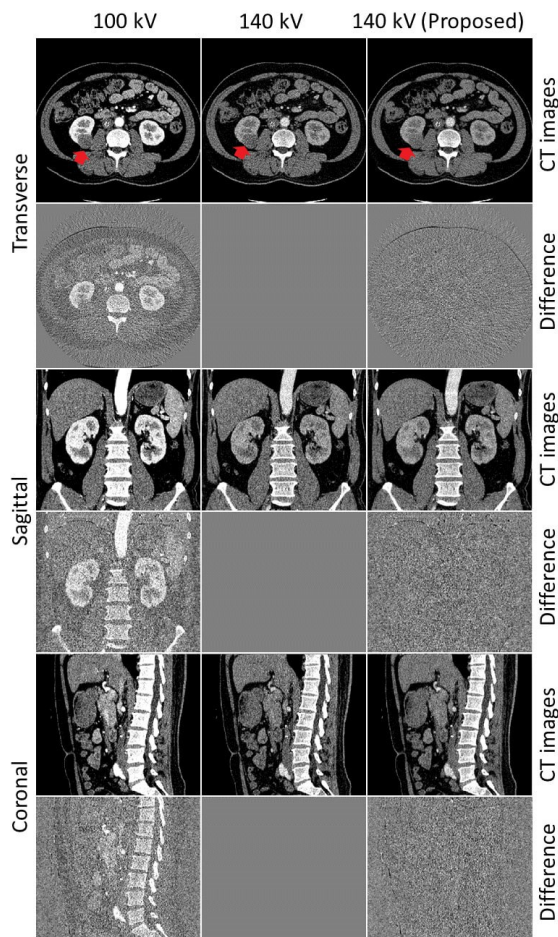 100 kV
140 kV
140 kV (Proposed)
Transverse
CT images
Difference
Sagittal
CT images
Difference
Coronal
CT images
Difference